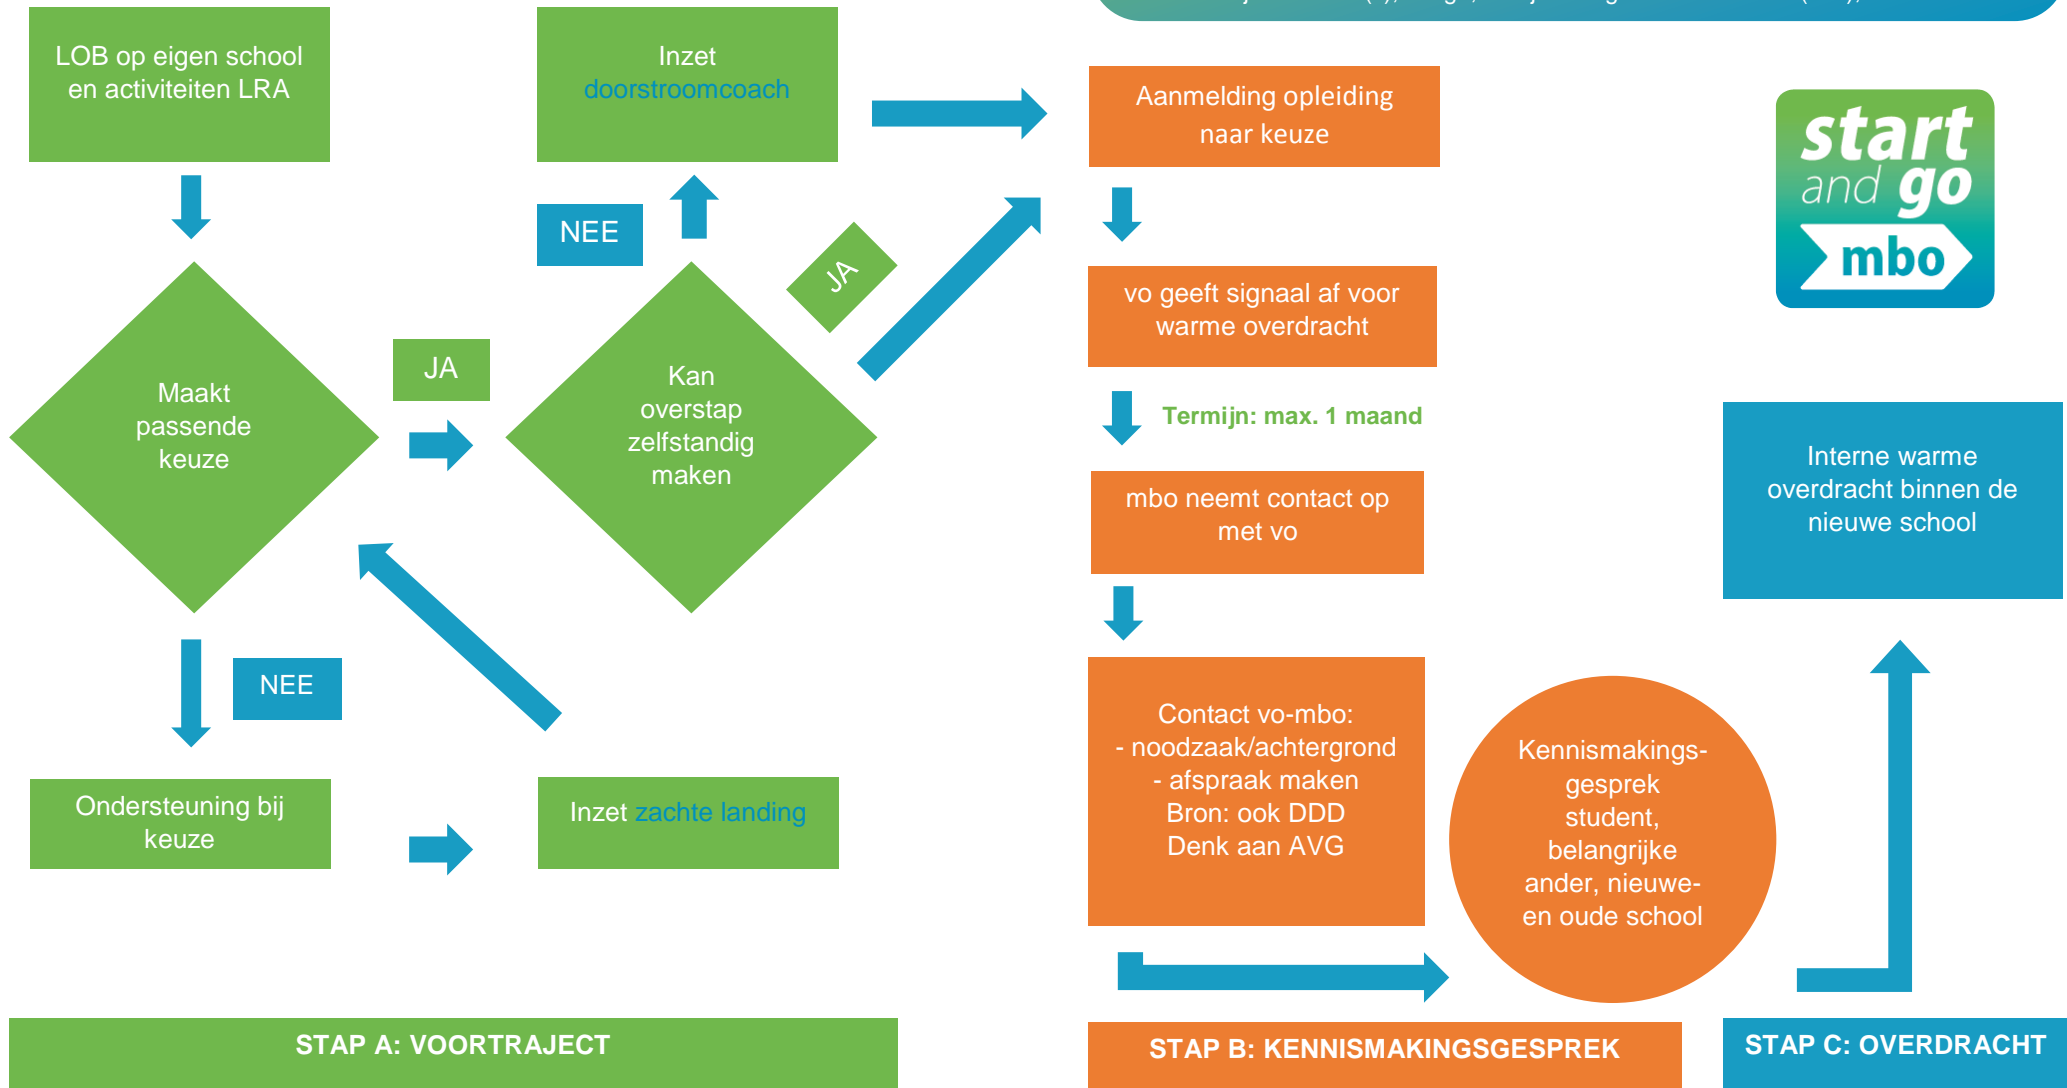 LOB op eigen school
en activiteiten LRA
Inzet
doorstroomcoach
NEE
JA
Maakt
passende
keuze
JA
Kan
overstap
zelfstandig
maken
NEE
Ondersteuning bij
keuze
Inzet zachte landing
STAP A: VOORTRAJECT
Aanmelding opleiding
naar keuze
vo geeft signaal af voor
warme overdracht
Termijn: max. 1 maand
mbo neemt contact op
met vo
Contact vo-mbo:
- noodzaak/achtergrond
- afspraak maken
Bron: ook DDD
Denk aan AVG
Kennismakings-
gesprek
student,
belangrijke
ander, nieuwe-
en oude school
STAP B: KENNISMAKINGSGESPREK
start
and go
mbo
Interne warme
overdracht binnen de
nieuwe school
STAP C: OVERDRACHT